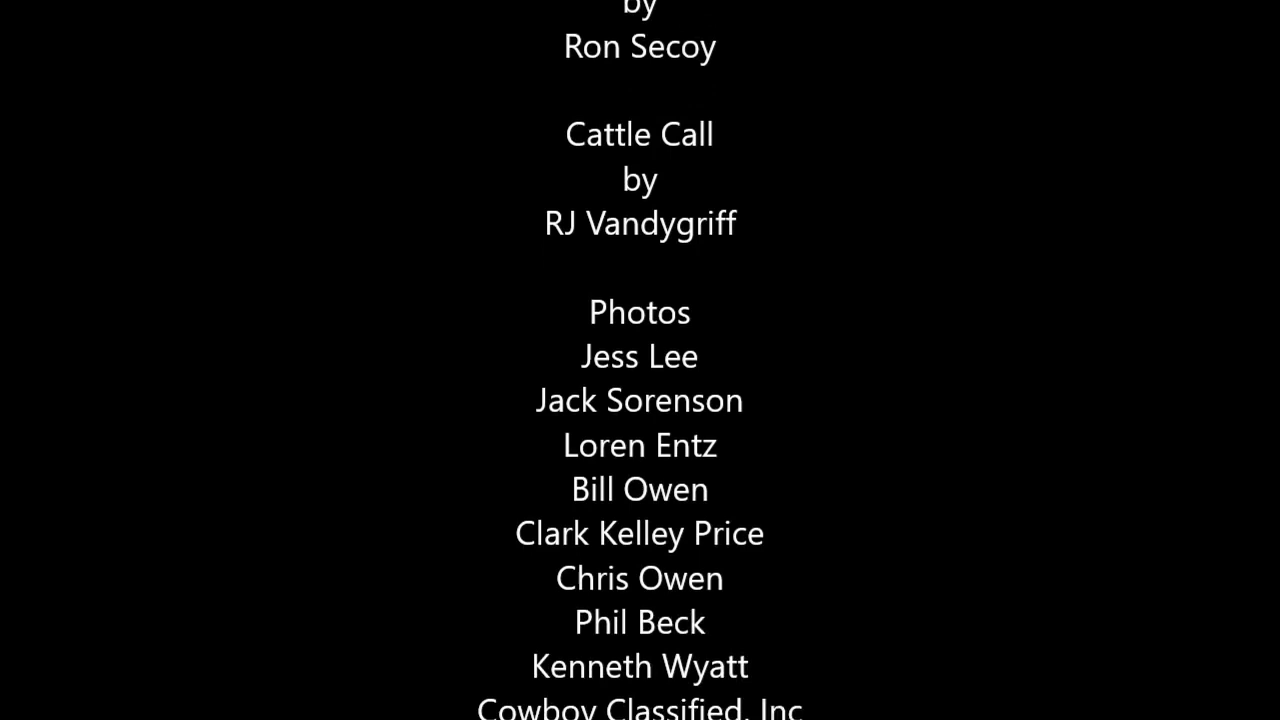 by
Ron Secoy
Cattle Call
by
RJ Vandygriff
Photos
Jess Lee
Jack Sorenson
Loren Entz
Bill Owen
Clark Kelley Price
Chris Owen
Phil Beck
Kenneth Wyatt
Cowboy Classified, Inc